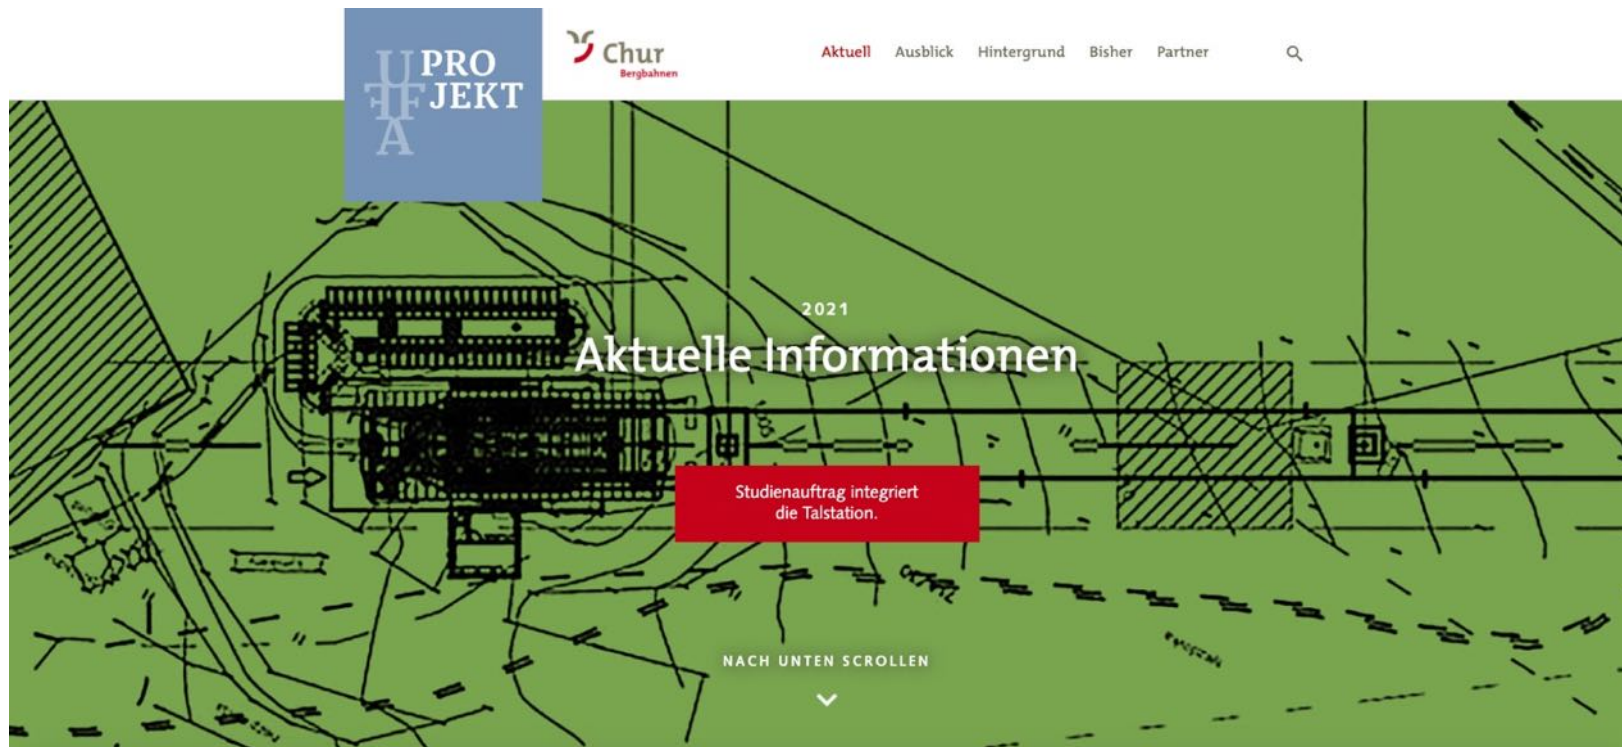 UFFA
PRO
JEKT
Chur
Bergbahnen
Aktuell Ausblick Hintergrund Bisher Partner
2021
Aktuelle Informationen
Studienauftrag integriert
die Talstation.
NACH UNTEN SCROLLEN